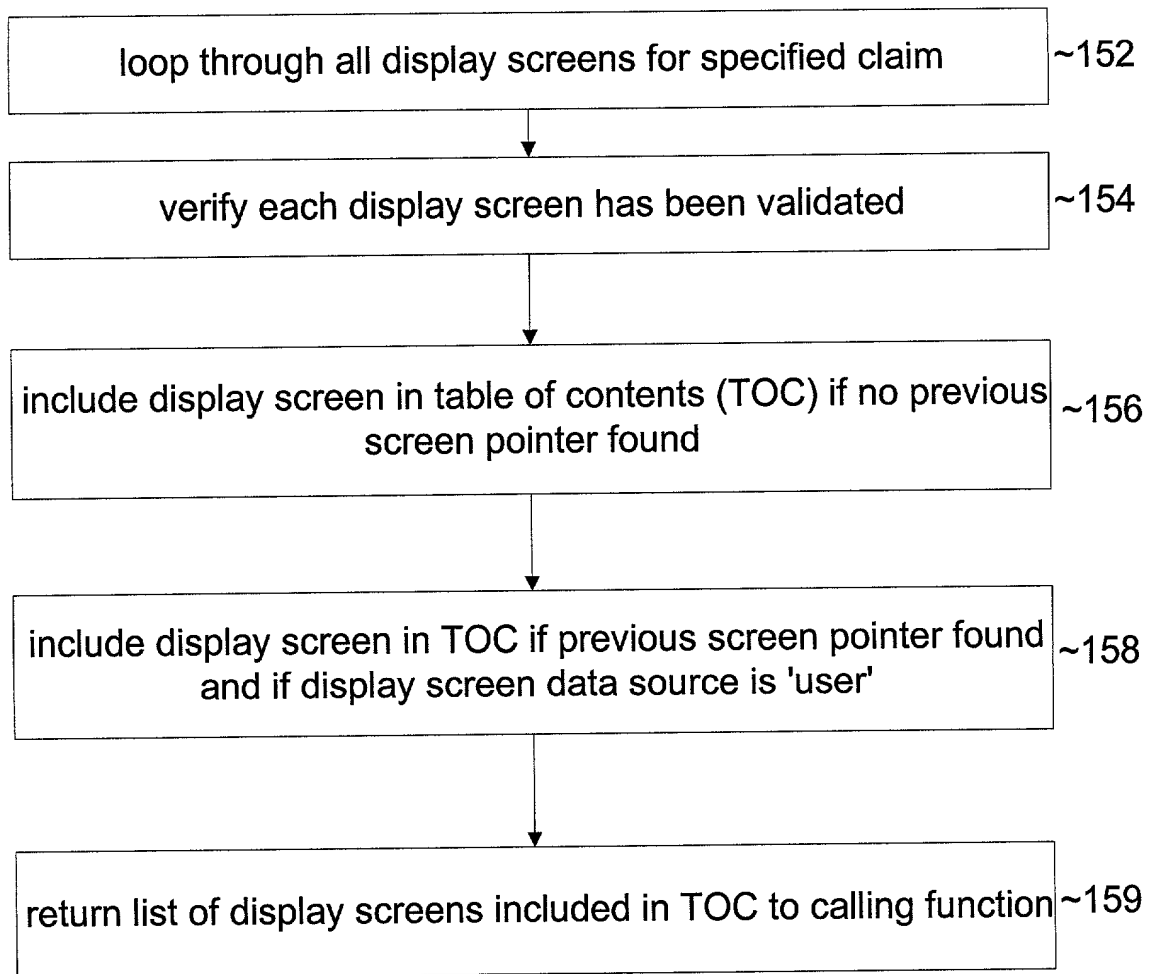 loop through all display screens for specified claim ~152
verify each display screen has been validated ~154
include display screen in table of contents (TOC) if no previous
screen pointer found ~156
include display screen in TOC if previous screen pointer found
and if display screen data source is 'user' ~158
return list of display screens included in TOC to calling function ~159